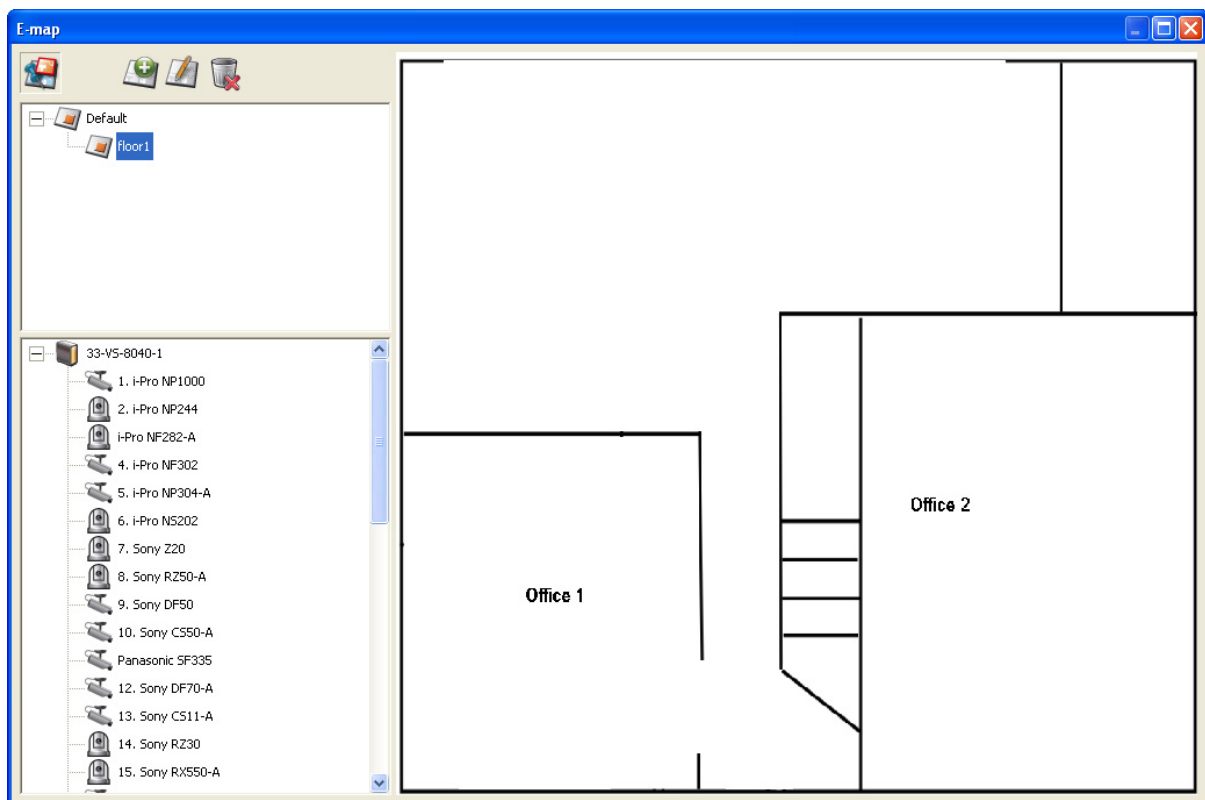 E-map
Default
floor1
33-VS-8040-1
1. i-Pro NP1000
2. i-Pro NP244
i-Pro NF282-A
4. i-Pro NF302
5. i-Pro NP304-A
6. i-Pro NS202
7. Sony Z20
8. Sony RZ50-A
9. Sony DF50
10. Sony CS50-A
Panasonic SF335
12. Sony DF70-A
13. Sony CS11-A
14. Sony RZ30
15. Sony RX550-A
Office 1
Office 2